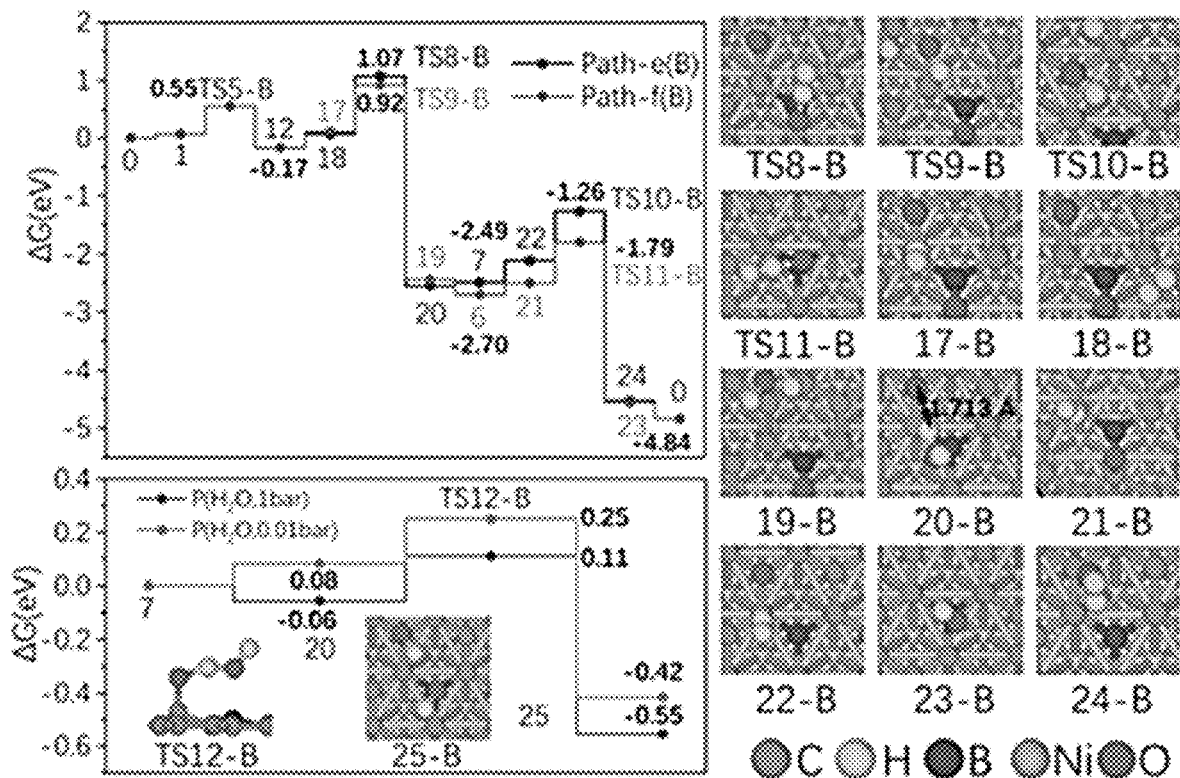 2
1
0
-1
-2
-3
-4
-5
ΔG(eV)
1.07 TS8-B
0.92 TS9-B
Path-e(B)
Path-f(B)
0.55 TS5-B
0
1
12
-0.17
17
18
19
20
-2.49
7
6
-2.70
22
21
-1.26 TS10-B
-1.79
TS11-B
24
23
0
-4.84
TS8-B
TS9-B
TS10-B
TS11-B
17-B
18-B
19-B
1.713 Å
20-B
21-B
22-B
23-B
24-B
0.4
0.2
0.0
-0.2
-0.4
-0.6
ΔG(eV)
P(H₂O,1bar)
P(H₂O,0.01bar)
TS12-B
0.25
0.11
7
0.08
-0.06
20
-0.42
-0.55
25
TS12-B
25-B
C
H
B
Ni
O